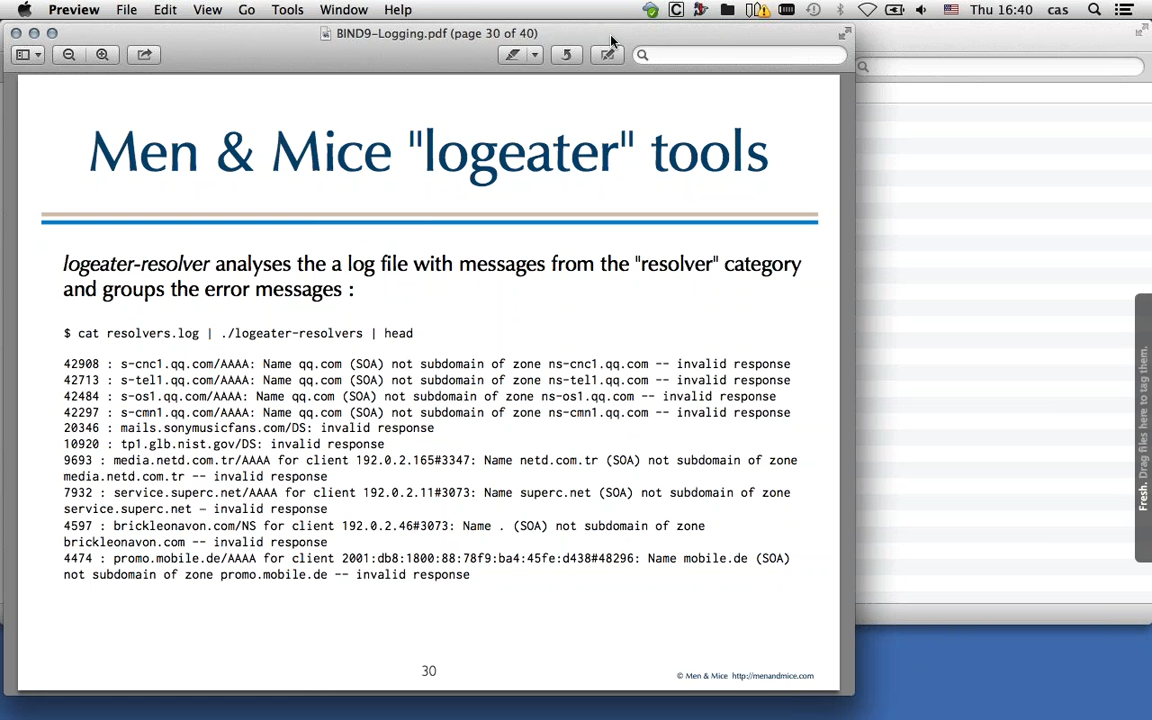 Preview File Edit View Go Tools Window Help Thu 16:40 cas
BIND9-Logging.pdf (page 30 of 40)
Men & Mice "logeater" tools
logeater-resolver analyses the a log file with messages from the "resolver" category
and groups the error messages :
$ cat resolvers.log | ./logeater-resolvers | head
42908 : s-cnc1.qq.com/AAAA: Name qq.com (SOA) not subdomain of zone ns-cnc1.qq.com -- invalid response
42713 : s-tel1.qq.com/AAAA: Name qq.com (SOA) not subdomain of zone ns-tel1.qq.com -- invalid response
42484 : s-os1.qq.com/AAAA: Name qq.com (SOA) not subdomain of zone ns-os1.qq.com -- invalid response
42297 : s-cmn1.qq.com/AAAA: Name qq.com (SOA) not subdomain of zone ns-cmn1.qq.com -- invalid response
20346 : mails.sonymusicfans.com/DS: invalid response
10920 : tp1.glb.nist.gov/DS: invalid response
9693 : media.netd.com.tr/AAAA for client 192.0.2.165#3347: Name netd.com.tr (SOA) not subdomain of zone
media.netd.com.tr -- invalid response
7932 : service.superc.net/AAAA for client 192.0.2.11#3073: Name superc.net (SOA) not subdomain of zone
service.superc.net – invalid response
4597 : brickleonavon.com/NS for client 192.0.2.46#3073: Name . (SOA) not subdomain of zone
brickleonavon.com -- invalid response
4474 : promo.mobile.de/AAAA for client 2001:db8:1800:88:78f9:ba4:45fe:d438#48296: Name mobile.de (SOA)
not subdomain of zone promo.mobile.de -- invalid response
30
© Men & Mice http://menandmice.com
Fresh. Drag files here to tag them.